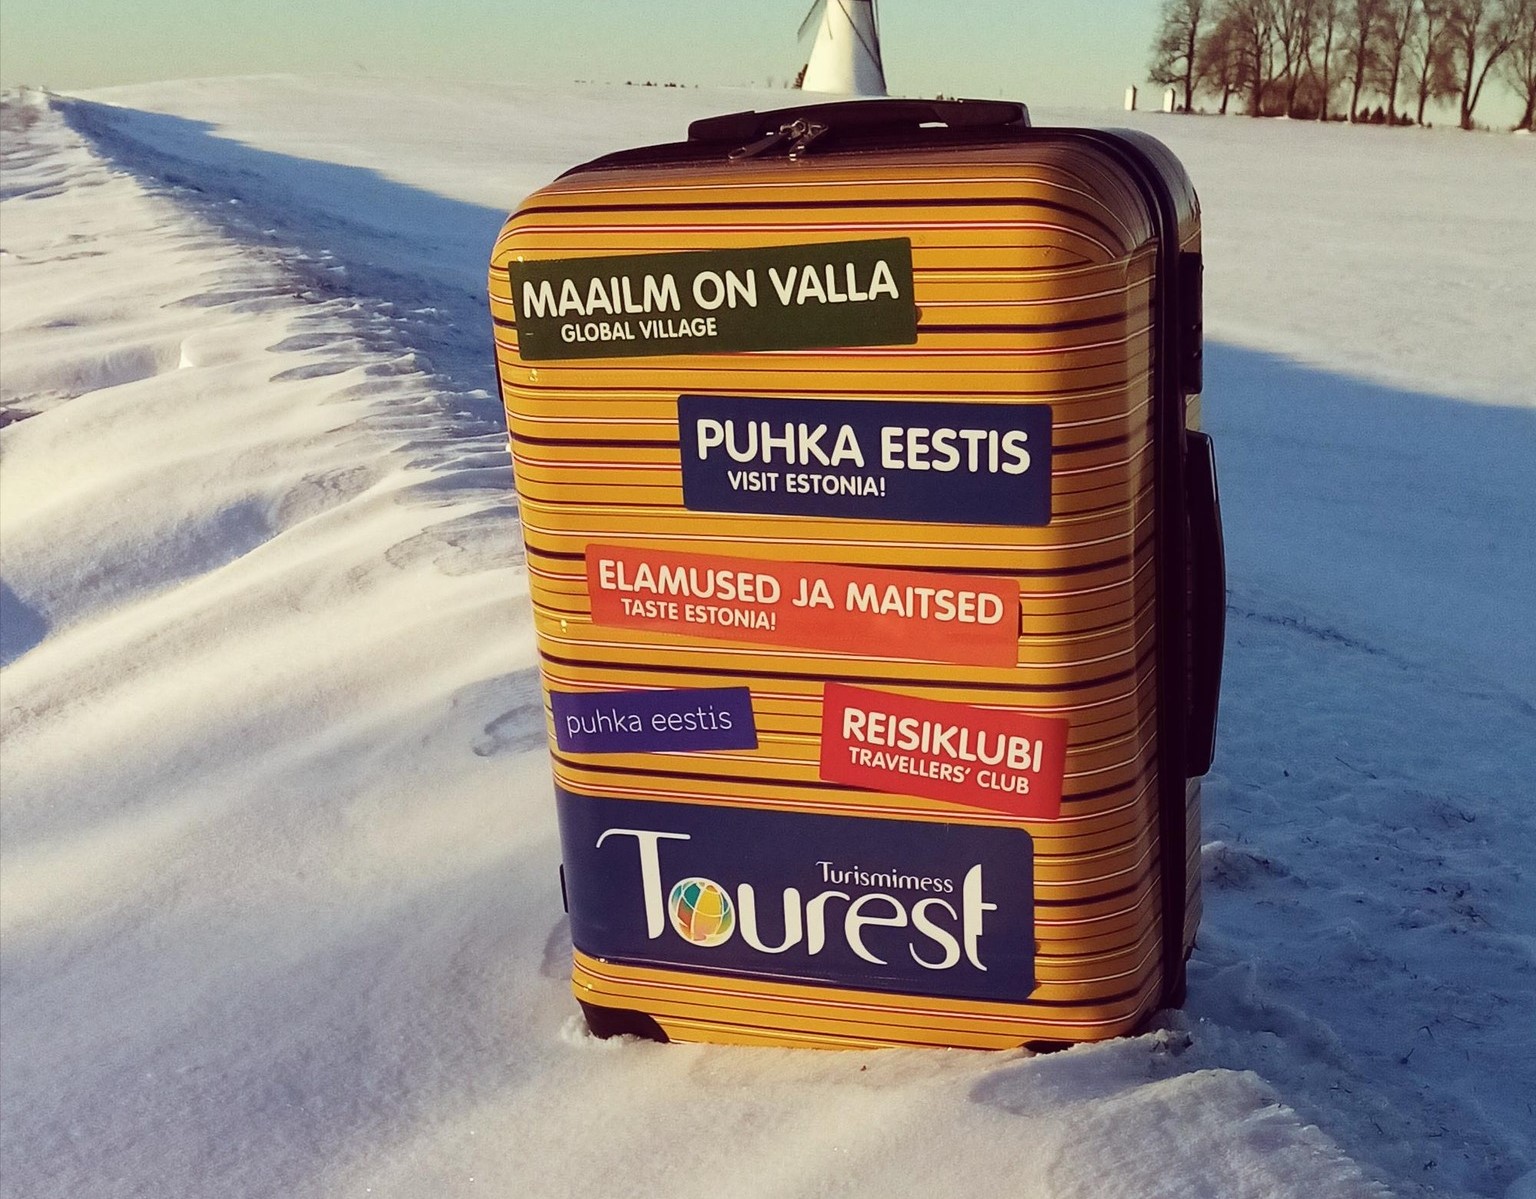 MAAILM ON VALLA
GLOBAL VILLAGE
PUHKA EESTIS
VISIT ESTONIA!
ELAMUSED JA MAITSED
TASTE ESTONIA!
puhka eestis
REISIKLUBI
TRAVELLERS' CLUB
Turismimess
Tourest